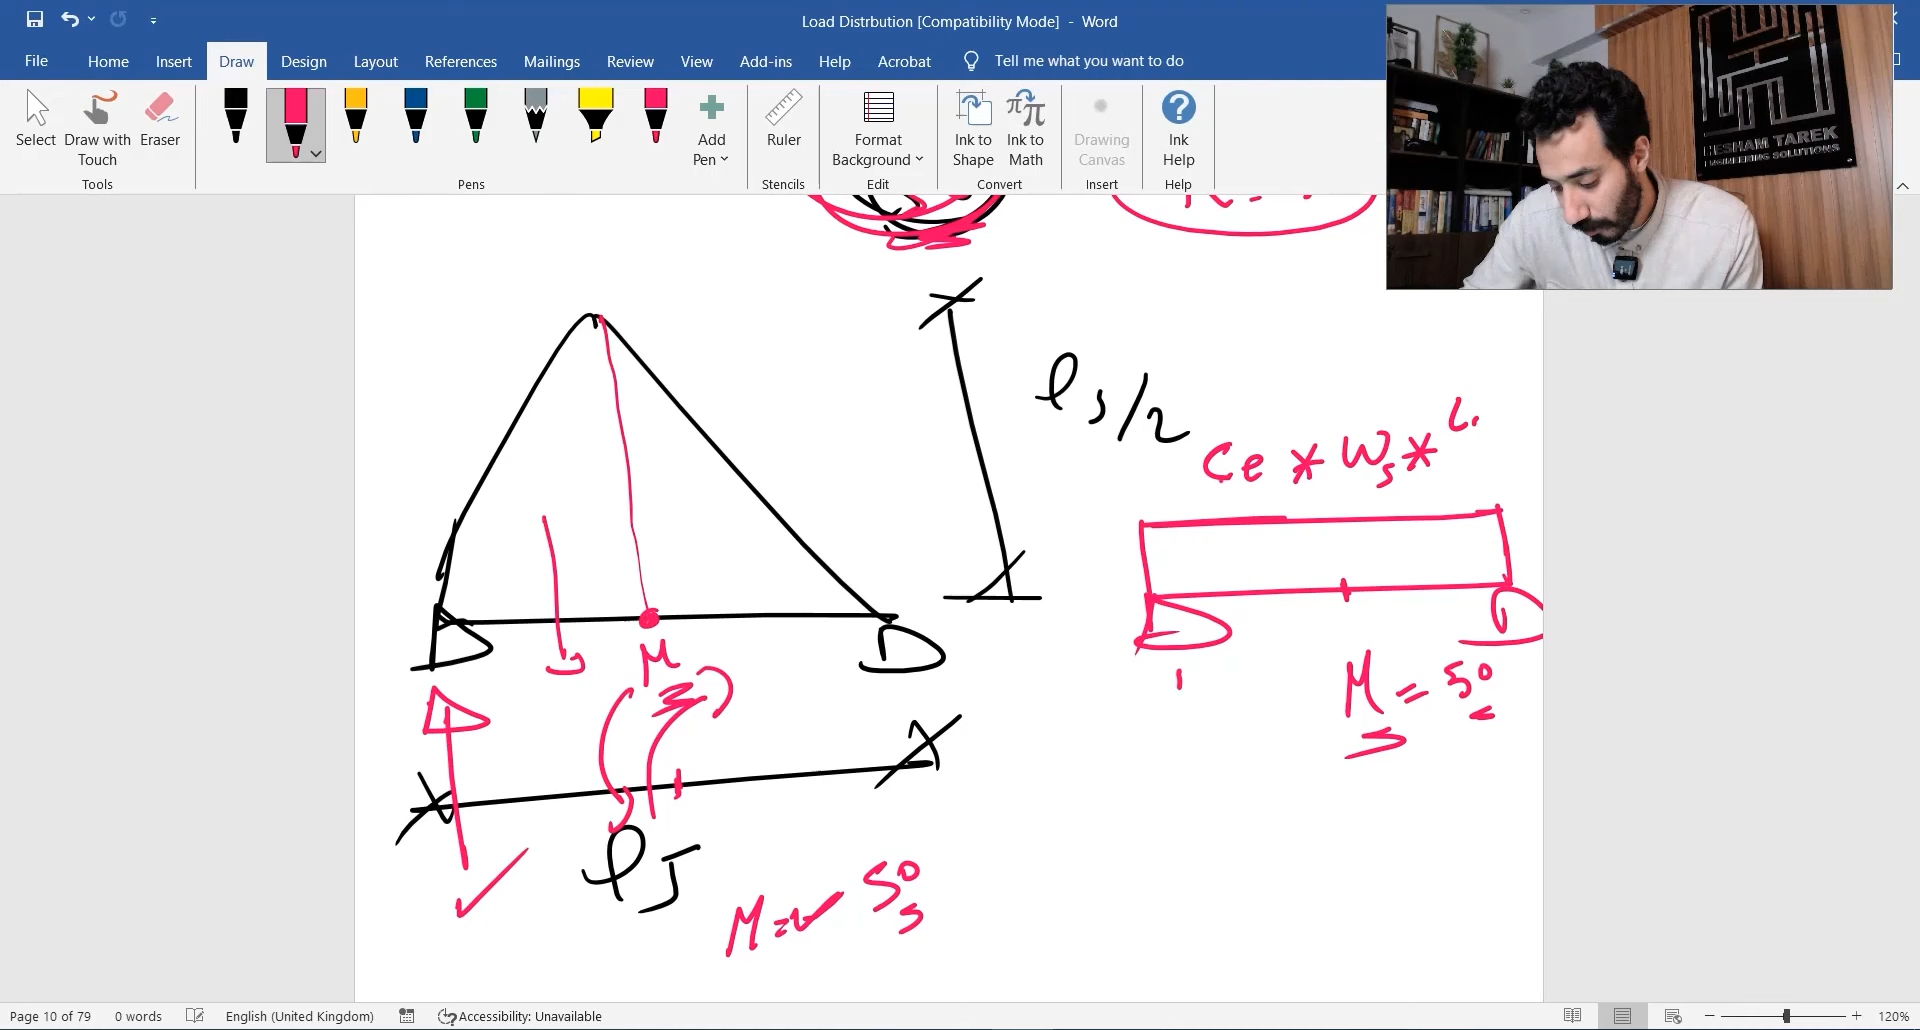 Load Distrbution [Compatibility Mode] - Word
File Home Insert Draw Design Layout References Mailings Review View Add-ins Help Acrobat Tell me what you want to do
Select Draw with Touch Eraser Add Pen Ruler Format Background Ink to Shape Ink to Math Drawing Canvas Ink Help
Tools Pens Stencils Edit Convert Insert Help
HESHAM TAREK
ENGINEERING SOLUTIONS
ls/2
Ce * Ws *
M
M = 50
M = 50
Page 10 of 79 0 words English (United Kingdom) Accessibility: Unavailable 120%